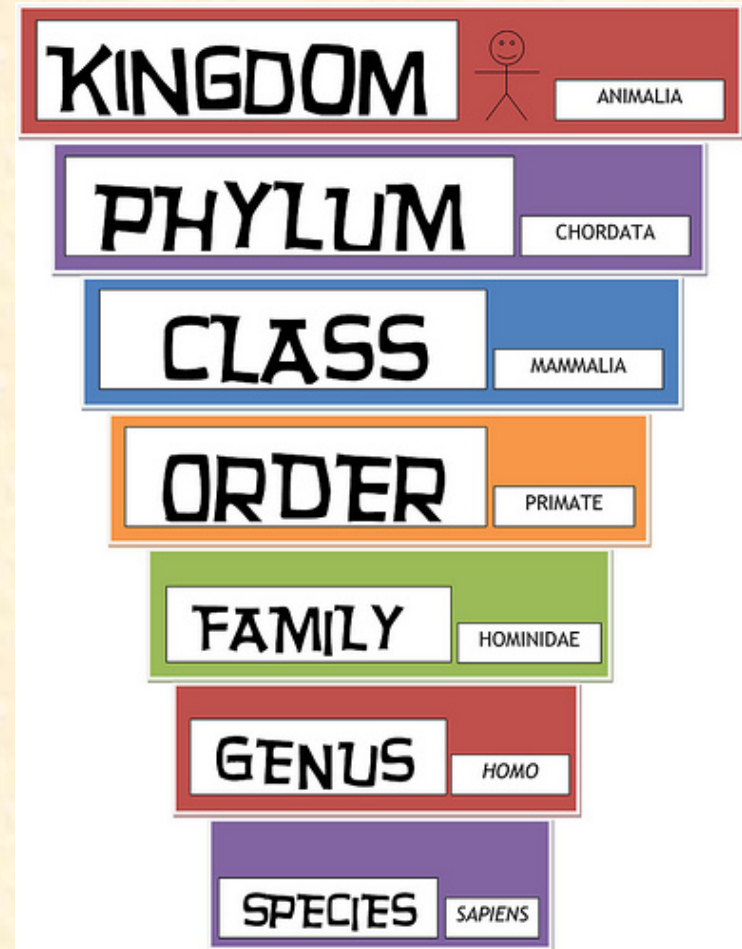 KINGDOM ANIMALIA
PHYLUM CHORDATA
CLASS MAMMALIA
ORDER PRIMATE
FAMILY HOMINIDAE
GENUS HOMO
SPECIES SAPIENS